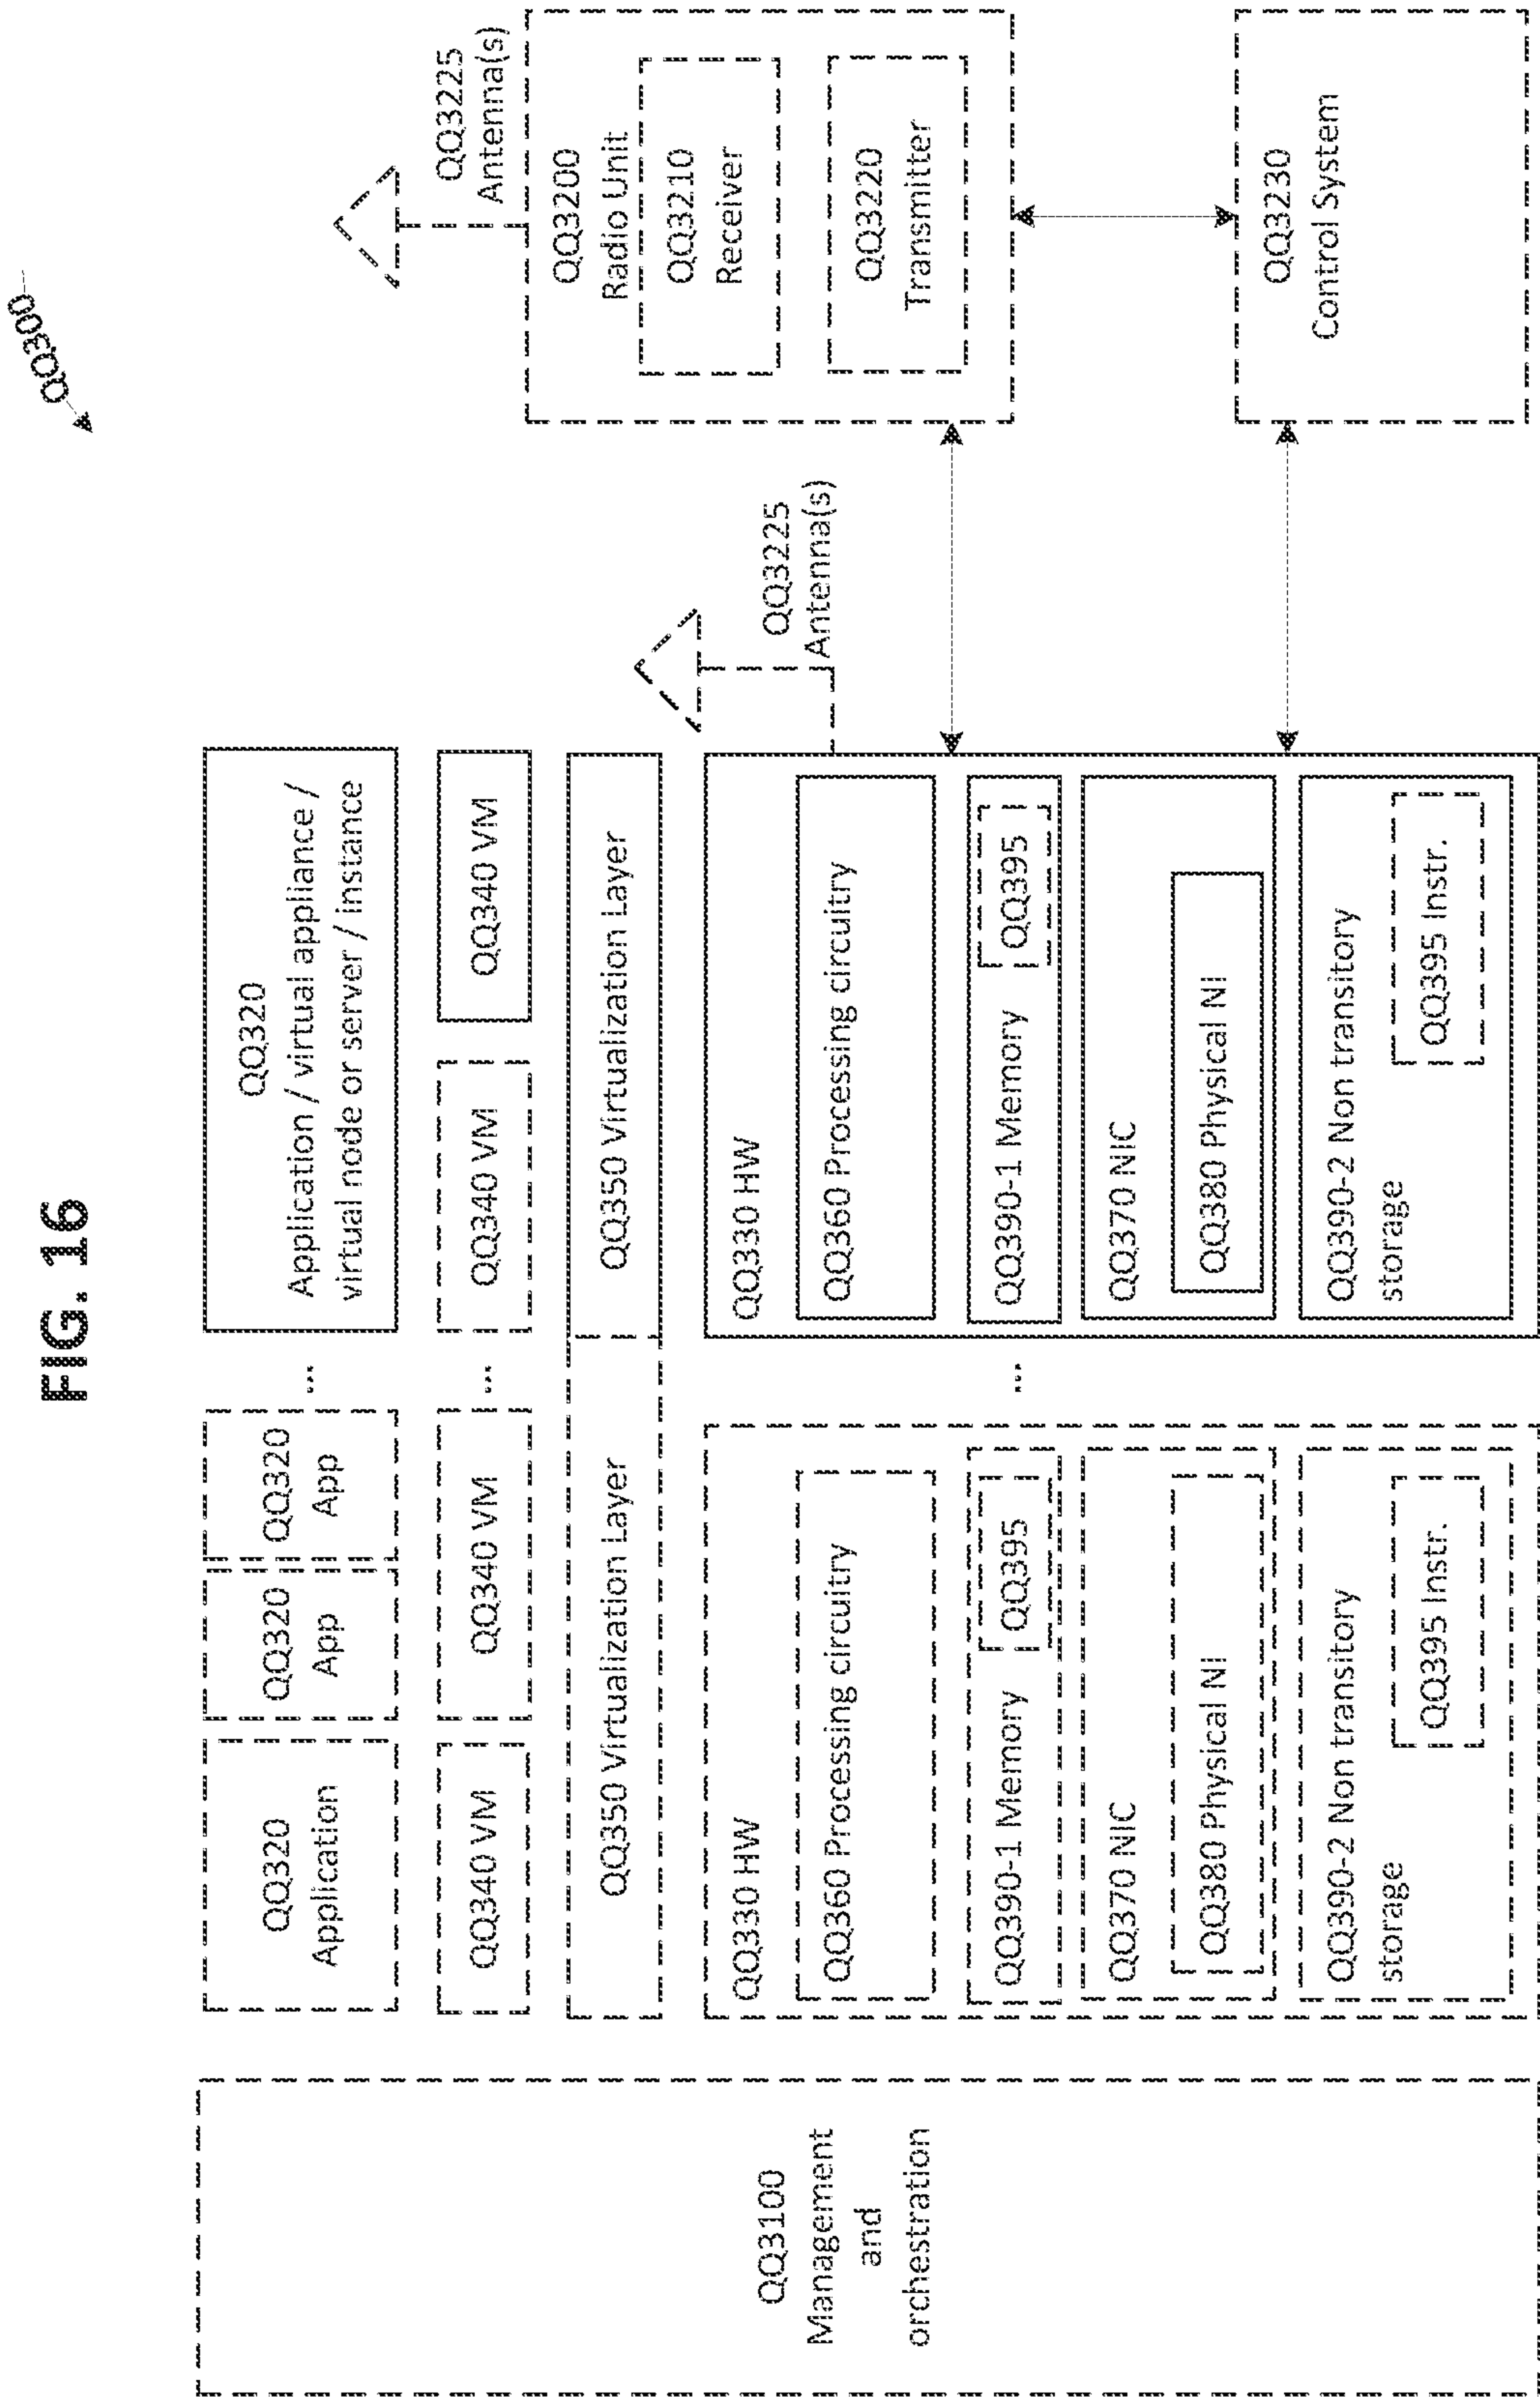 FIG. 16
QQ300
QQ3100
Management
and
orchestration
QQ320
Application
QQ320
App
QQ320
App
...
QQ320
Application / virtual appliance /
virtual node or server / instance
QQ340 VM
QQ340 VM
...
QQ340 VM
QQ340 VM
QQ350 Virtualization Layer
QQ350 Virtualization Layer
QQ330 HW
QQ360 Processing circuitry
QQ390-1 Memory
QQ395
QQ370 NIC
QQ380 Physical NI
QQ390-2 Non transitory
storage
QQ395 Instr.
...
QQ330 HW
QQ360 Processing circuitry
QQ390-1 Memory
QQ395
QQ370 NIC
QQ380 Physical NI
QQ390-2 Non transitory
storage
QQ395 Instr.
QQ3225
Antenna(s)
QQ3225
Antenna(s)
QQ3200
Radio Unit
QQ3210
Receiver
QQ3220
Transmitter
QQ3230
Control System